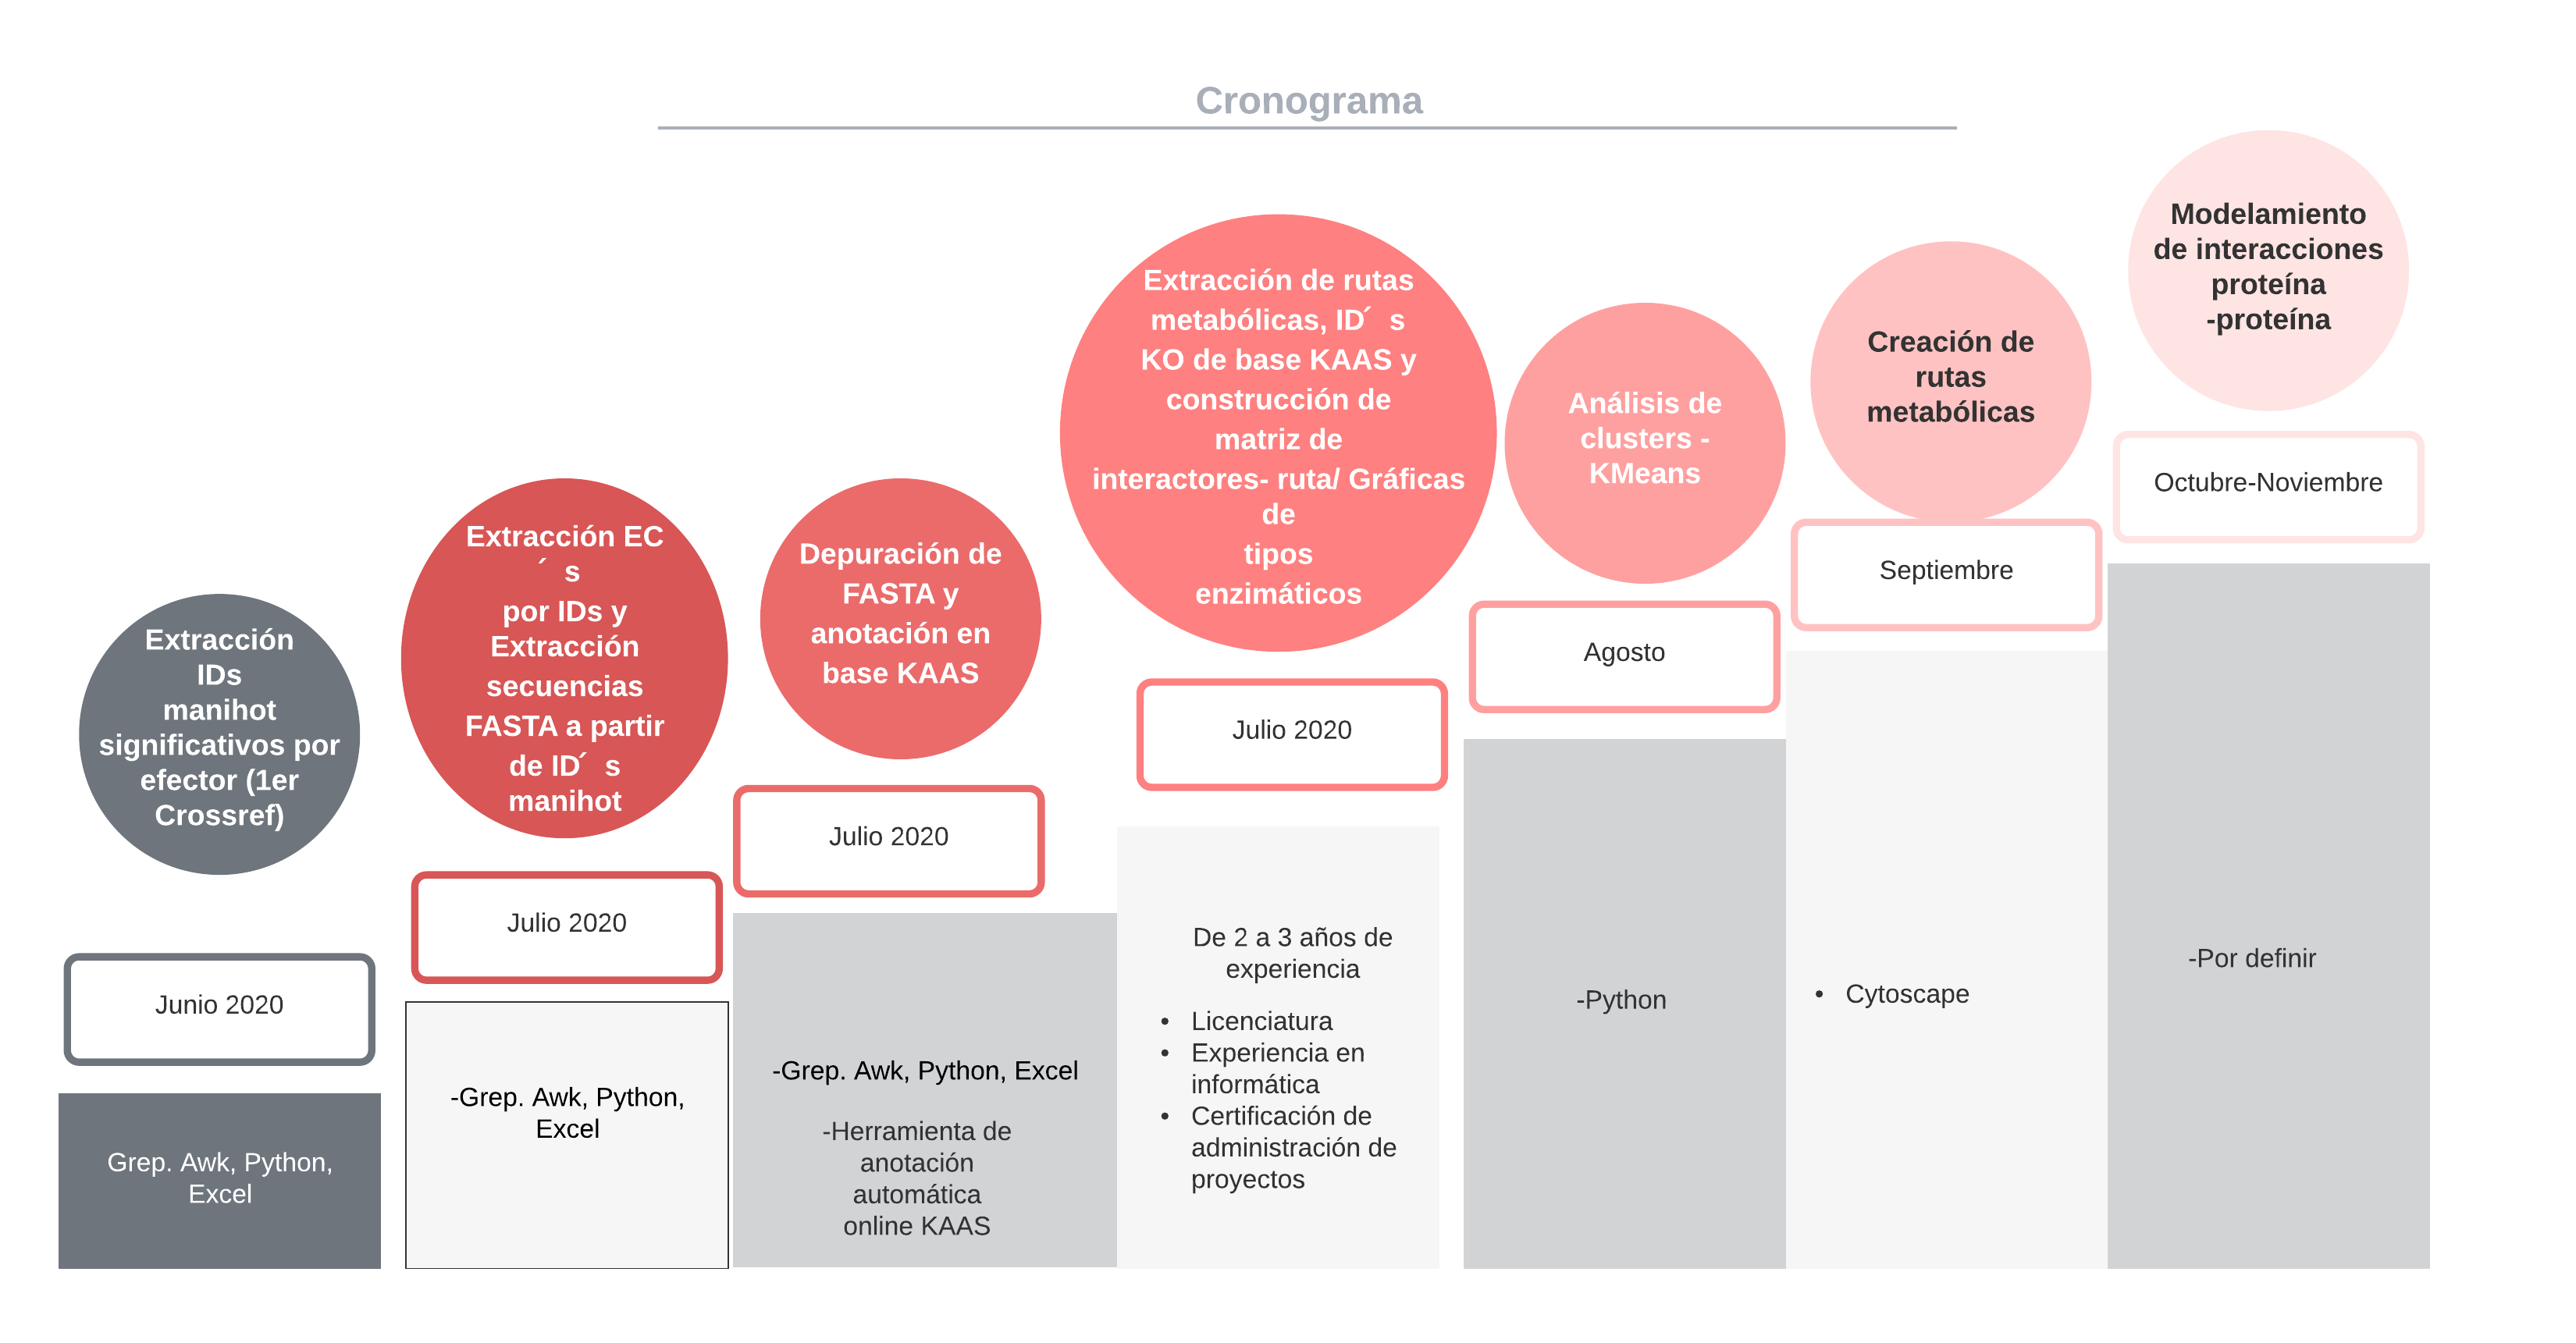 Cronograma
Extracción
IDs
manihot
significativos por
efector (1er
Crossref)
Junio 2020
Grep. Awk, Python,
Excel
Extracción EC
´ s
por IDs y
Extracción
secuencias
FASTA a partir
de ID´ s
manihot
Julio 2020
-Grep. Awk, Python,
Excel
Depuración de
FASTA y
anotación en
base KAAS
Julio 2020
-Grep. Awk, Python, Excel
-Herramienta de
anotación
automática
online KAAS
Extracción de rutas
metabólicas, ID´ s
KO de base KAAS y
construcción de
matriz de
interactores- ruta/ Gráficas
de
tipos
enzimáticos
Julio 2020
De 2 a 3 años de
experiencia
• Licenciatura
• Experiencia en
informática
• Certificación de
administración de
proyectos
Análisis de
clusters -
KMeans
Agosto
-Python
Creación de
rutas
metabólicas
Septiembre
• Cytoscape
Modelamiento
de interacciones
proteína
-proteína
Octubre-Noviembre
-Por definir